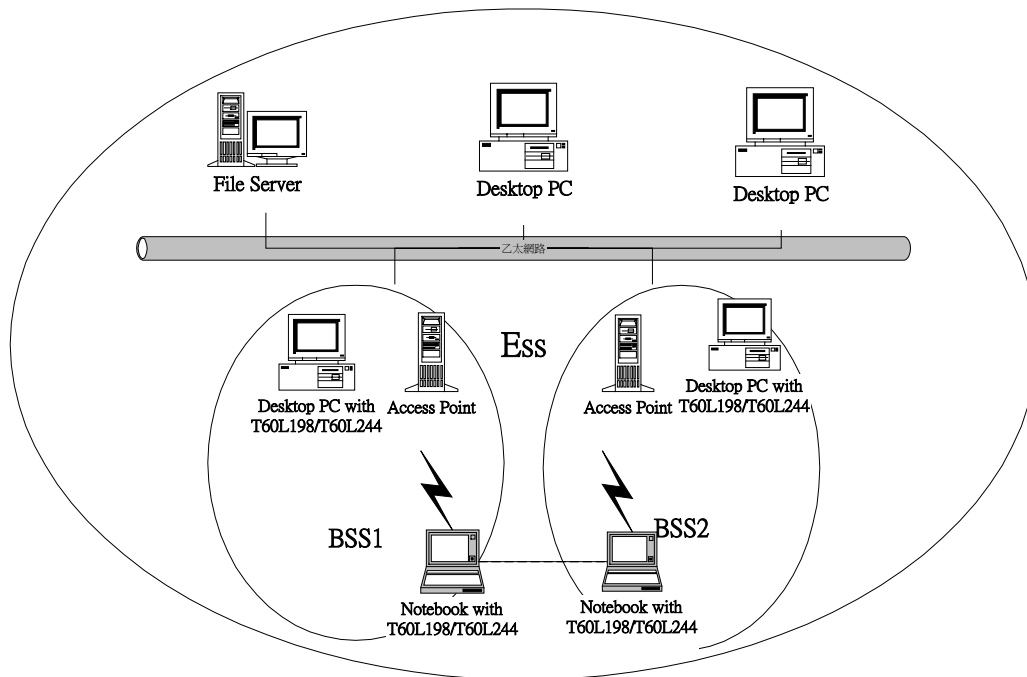 File Server
Desktop PC
Desktop PC
乙太網路
Ess
Desktop PC with
T60L198/T60L244
Access Point
Access Point
Desktop PC with
T60L198/T60L244
BSS1
BSS2
Notebook with
T60L198/T60L244
Notebook with
T60L198/T60L244